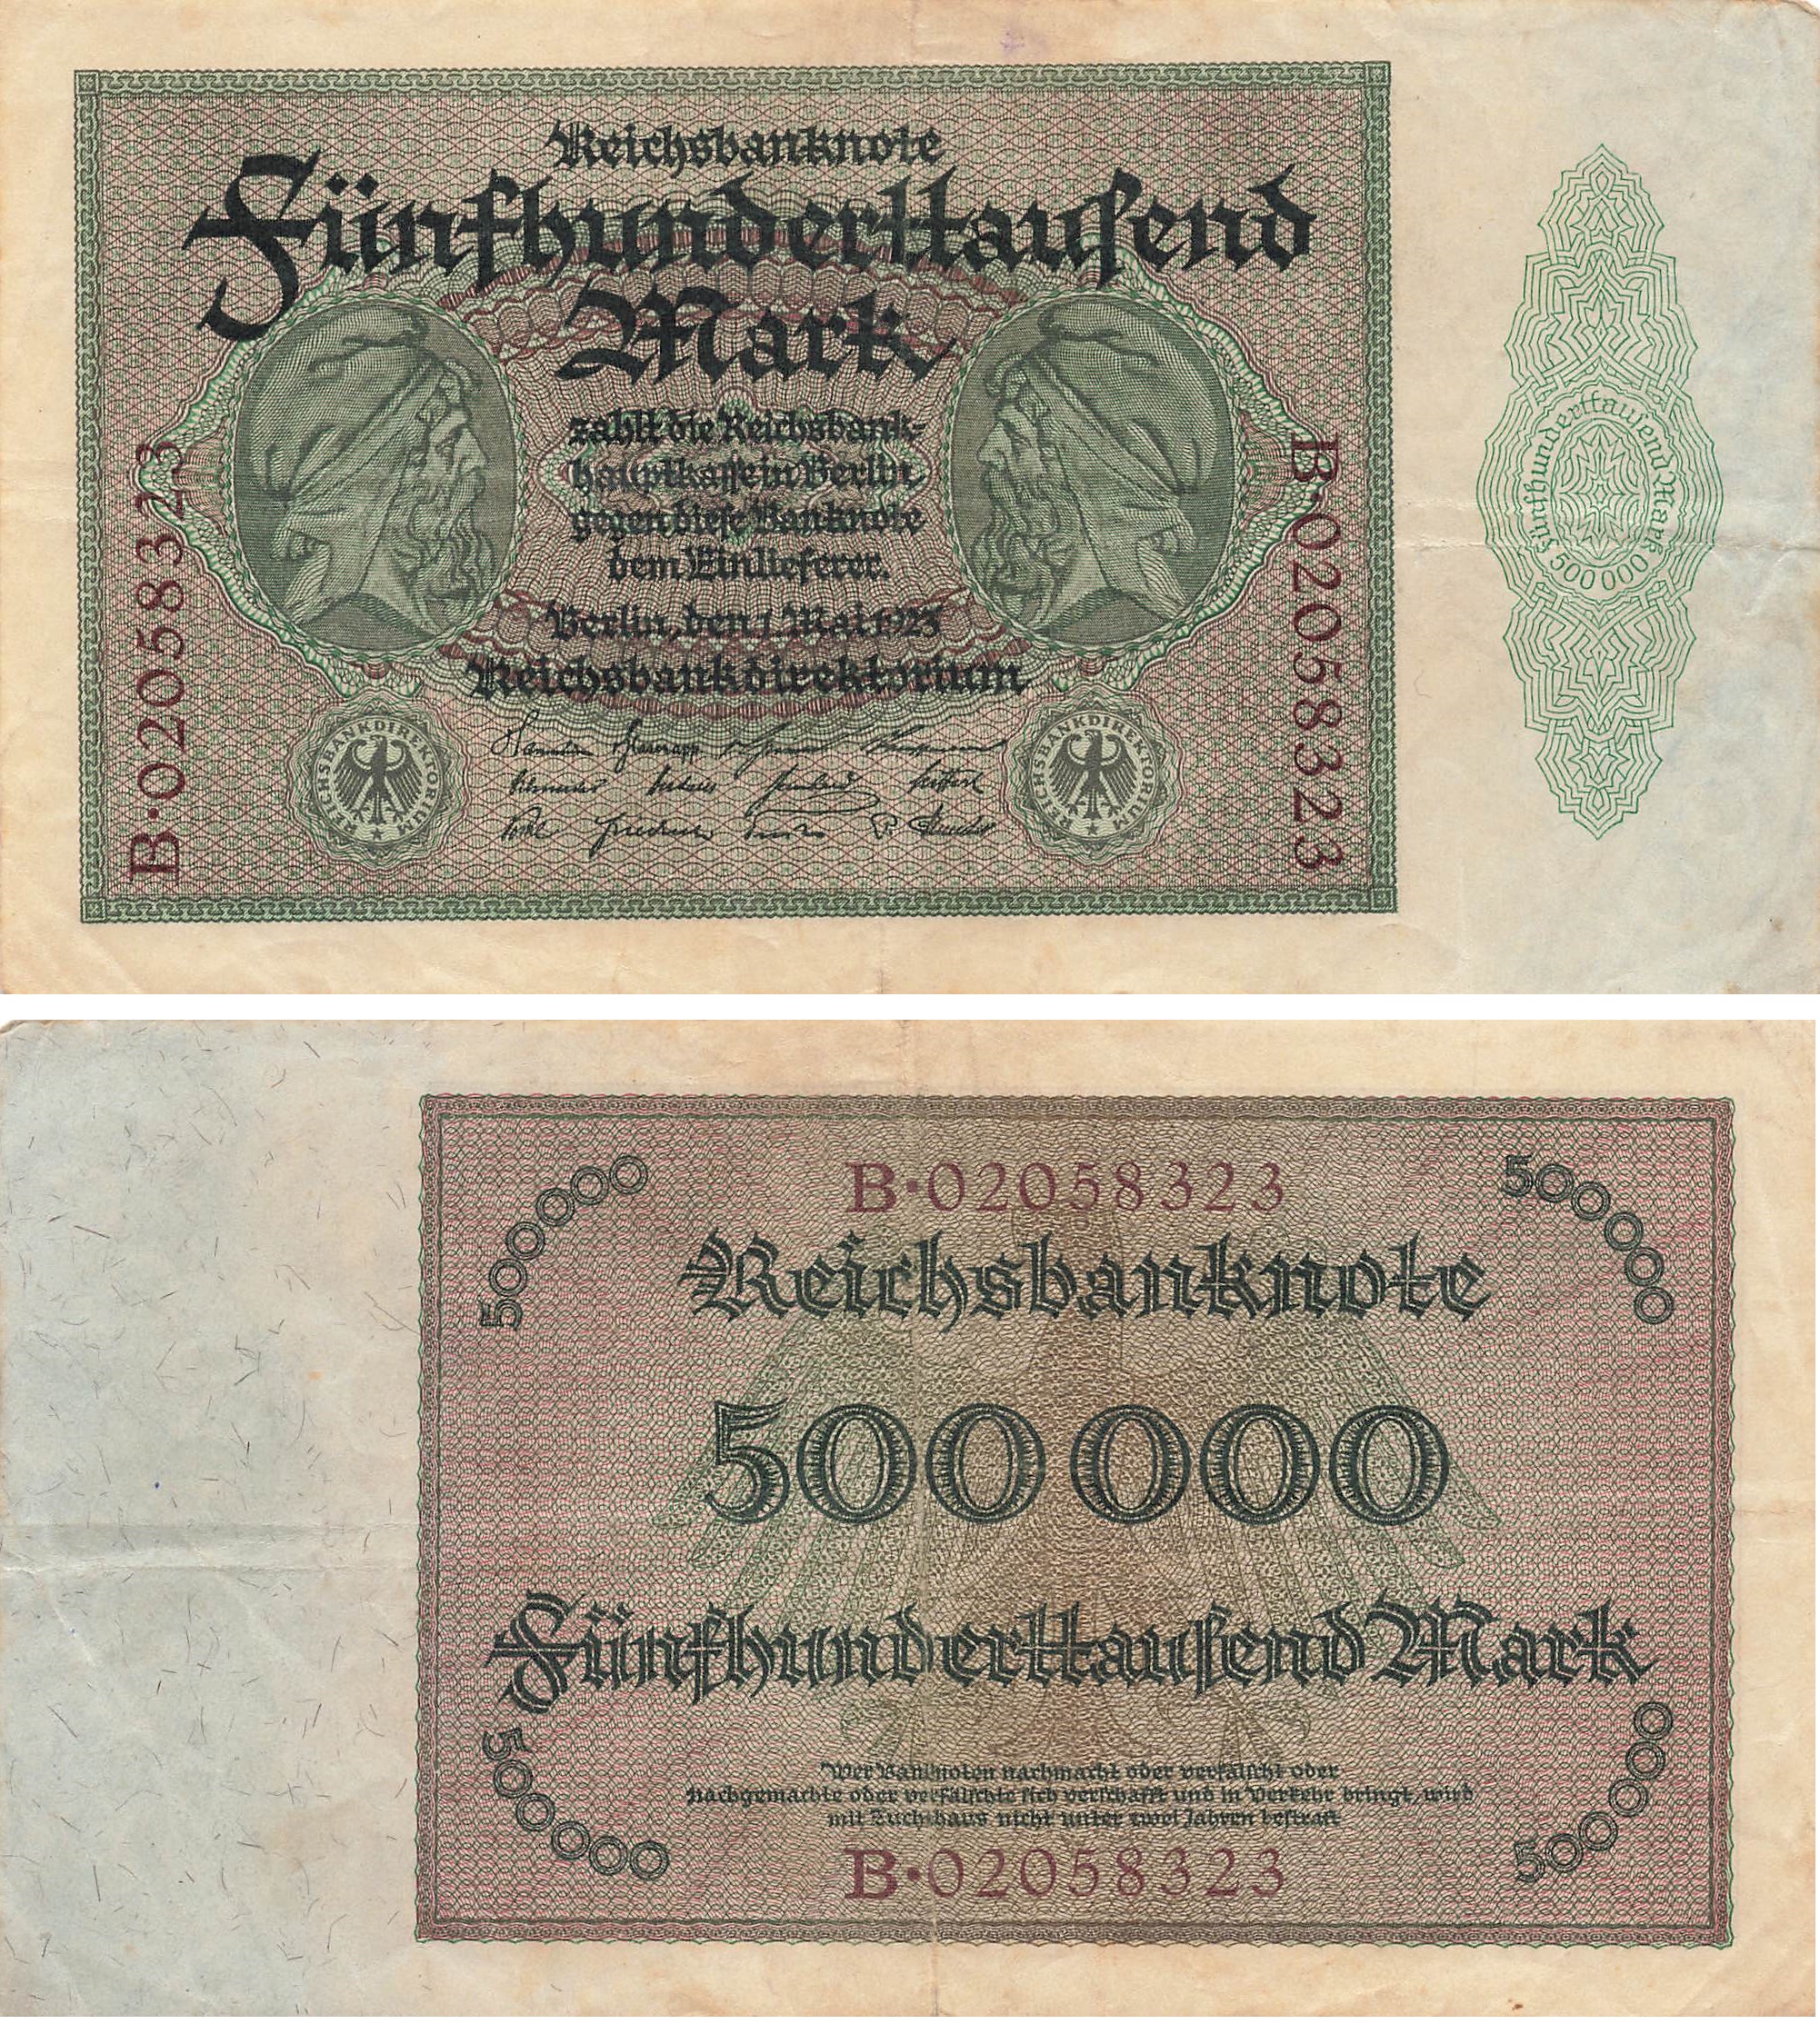 Reichsbanknote
Fünfhunderttauſend
Mark
zahlt die Reichsbank-
hauptkaſſe in Berlin
gegen dieſe Banknote
dem Einlieferer.
Berlin, den 1. Mai 1923
Reichsbankdirektorium
B·02058323
B·02058323
REICHSBANKDIREKTORIUM
REICHSBANKDIREKTORIUM
Fünfhunderttauſend Mark
500 000
B·02058323
500000
500000
Reichsbanknote
500 000
Fünfhunderttauſend Mark
Wer Banknoten nachmacht oder verfälſcht oder
nachgemachte oder verfälſchte ſich verſchafft und in Verkehr bringt, wird
mit Zuchthaus nicht unter zwei Jahren beſtraft
500000
500000
B·02058323